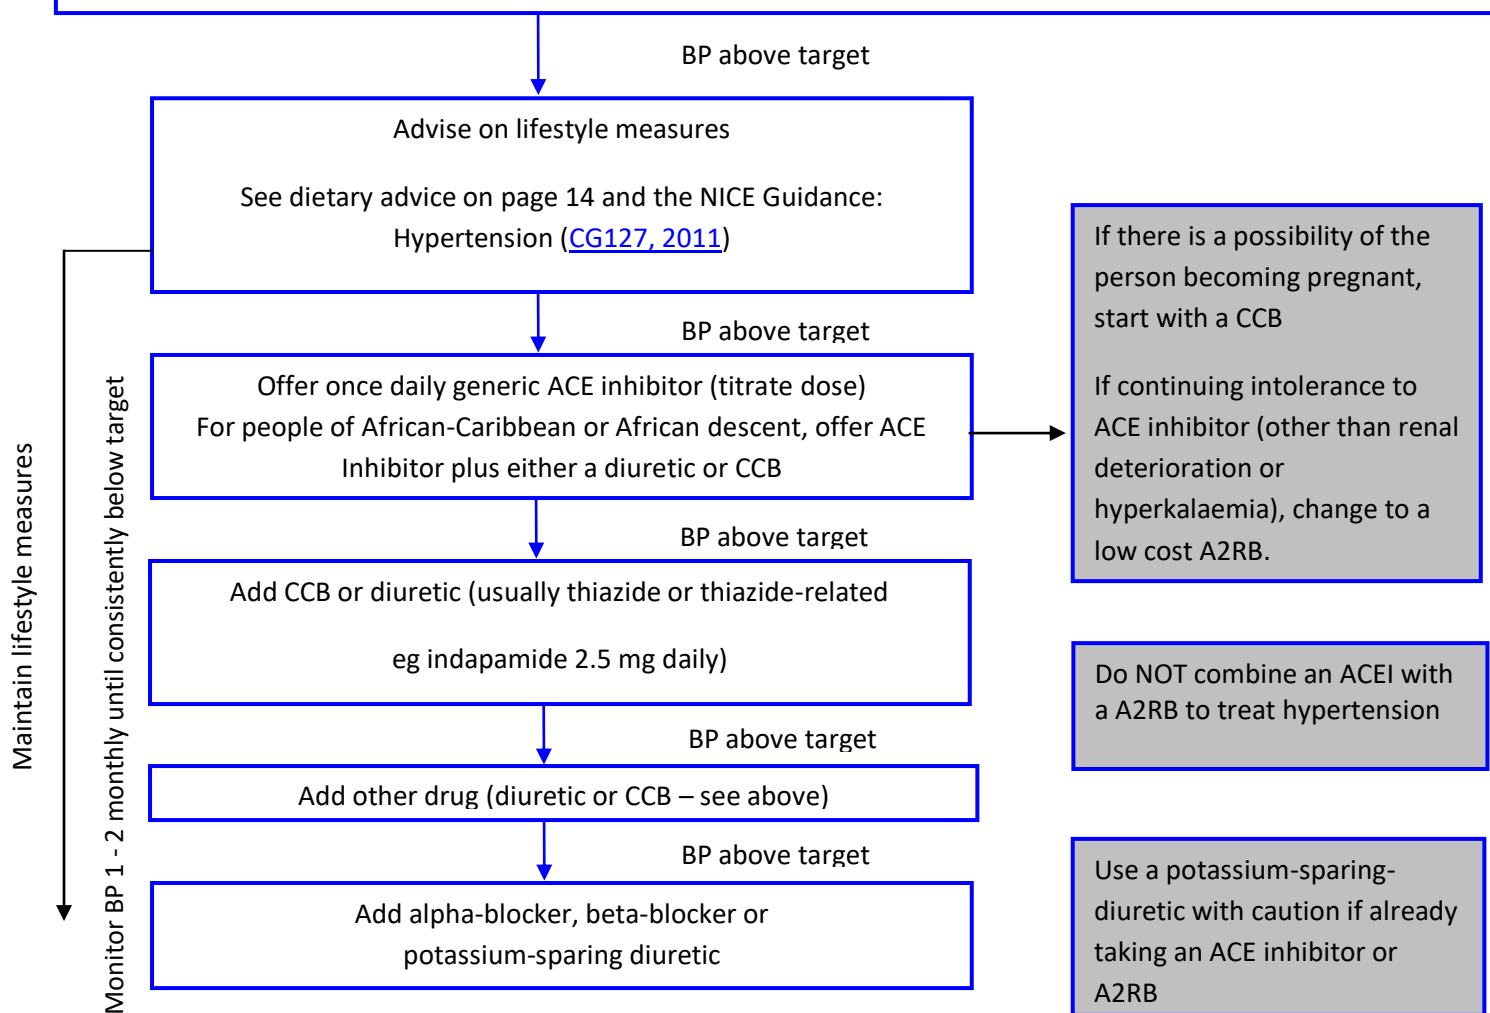 BP above target
Advise on lifestyle measures
See dietary advice on page 14 and the NICE Guidance:
Hypertension (CG127, 2011)
BP above target
Offer once daily generic ACE inhibitor (titrate dose)
For people of African-Caribbean or African descent, offer ACE
Inhibitor plus either a diuretic or CCB
BP above target
Add CCB or diuretic (usually thiazide or thiazide-related
eg indapamide 2.5 mg daily)
BP above target
Add other drug (diuretic or CCB – see above)
BP above target
Add alpha-blocker, beta-blocker or
potassium-sparing diuretic
If there is a possibility of the
person becoming pregnant,
start with a CCB
If continuing intolerance to
ACE inhibitor (other than renal
deterioration or
hyperkalaemia), change to a
low cost A2RB.
Do NOT combine an ACEI with
a A2RB to treat hypertension
Use a potassium-sparing-
diuretic with caution if already
taking an ACE inhibitor or
A2RB
Maintain lifestyle measures
Monitor BP 1 - 2 monthly until consistently below target